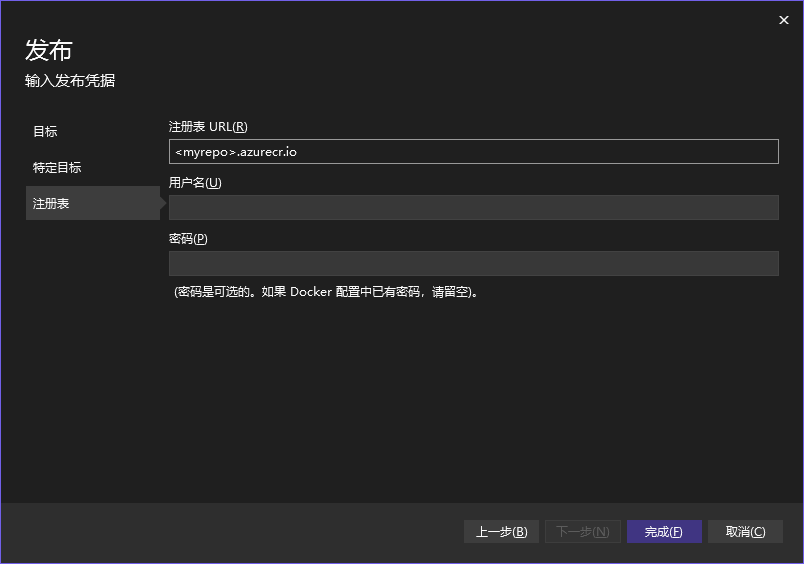 发布
输入发布凭据
目标
特定目标
注册表
注册表 URL(R)
<myrepo>.azurecr.io
用户名(U)
密码(P)
(密码是可选的。如果 Docker 配置中已有密码，请留空)。
上一步(B) 下一步(N) 完成(F) 取消(C)